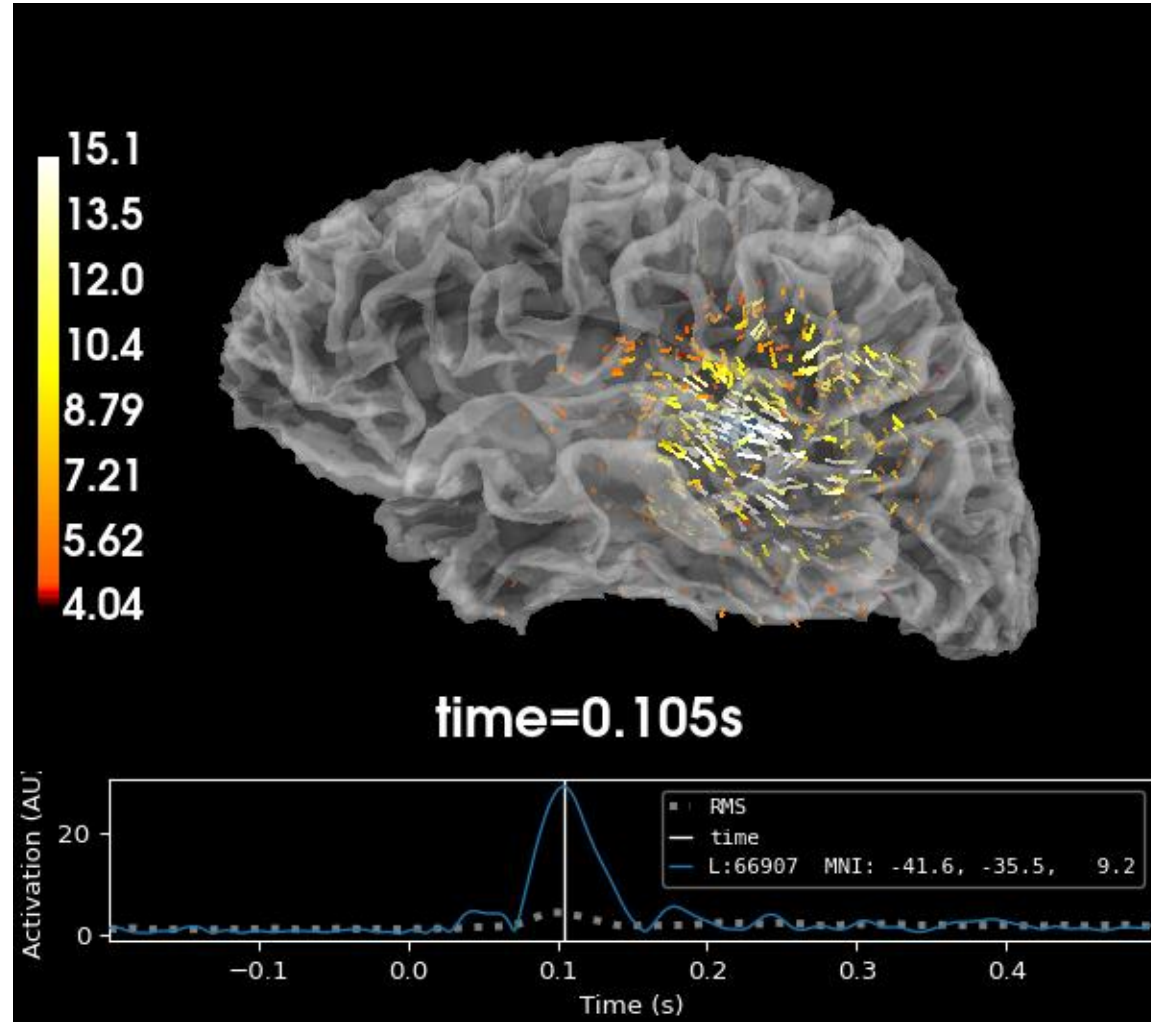 15.1
13.5
12.0
10.4
8.79
7.21
5.62
4.04
time=0.105s
Activation (AU)
20
0
RMS
time
L:66907  MNI: -41.6, -35.5,   9.2
−0.1
0.0
0.1
0.2
0.3
0.4
Time (s)